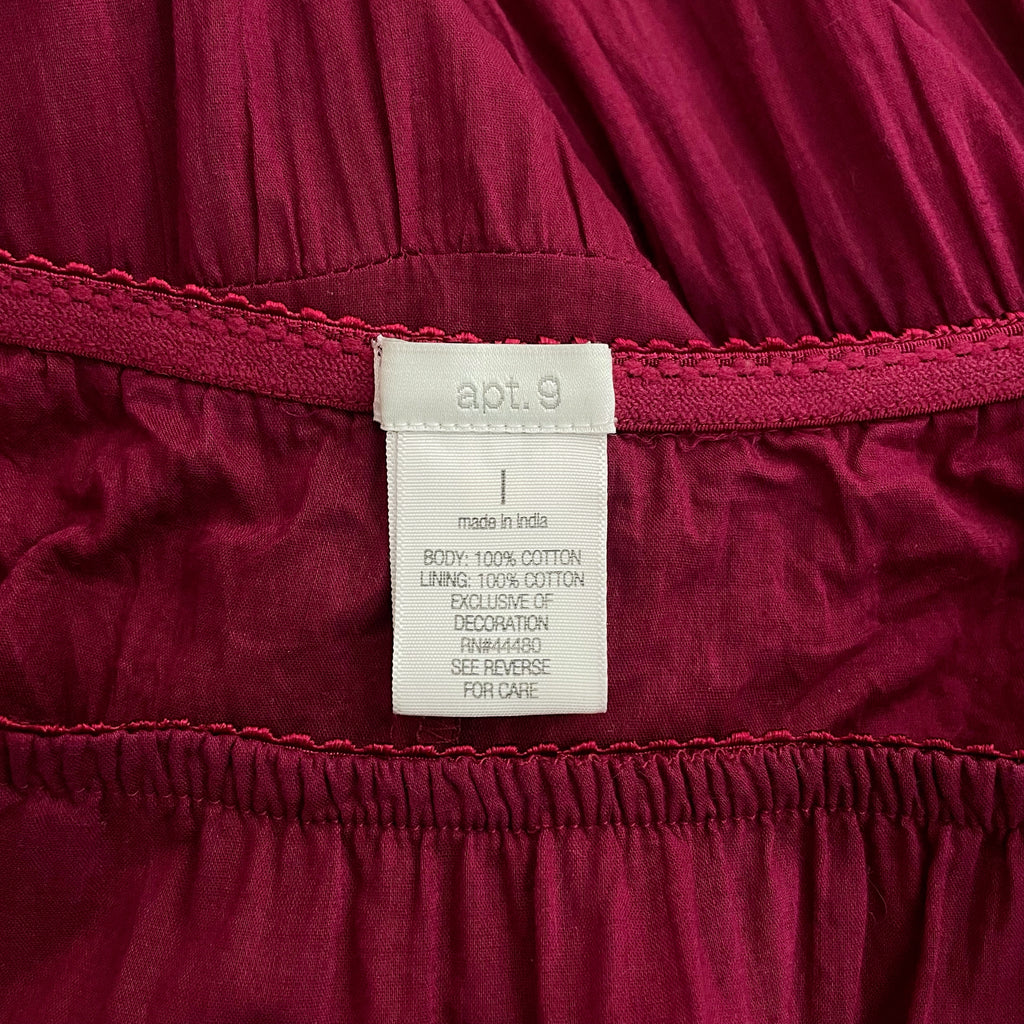 apt. 9
l
made in India
BODY: 100% COTTON
LINING: 100% COTTON
EXCLUSIVE OF
DECORATION
RN#44480
SEE REVERSE
FOR CARE